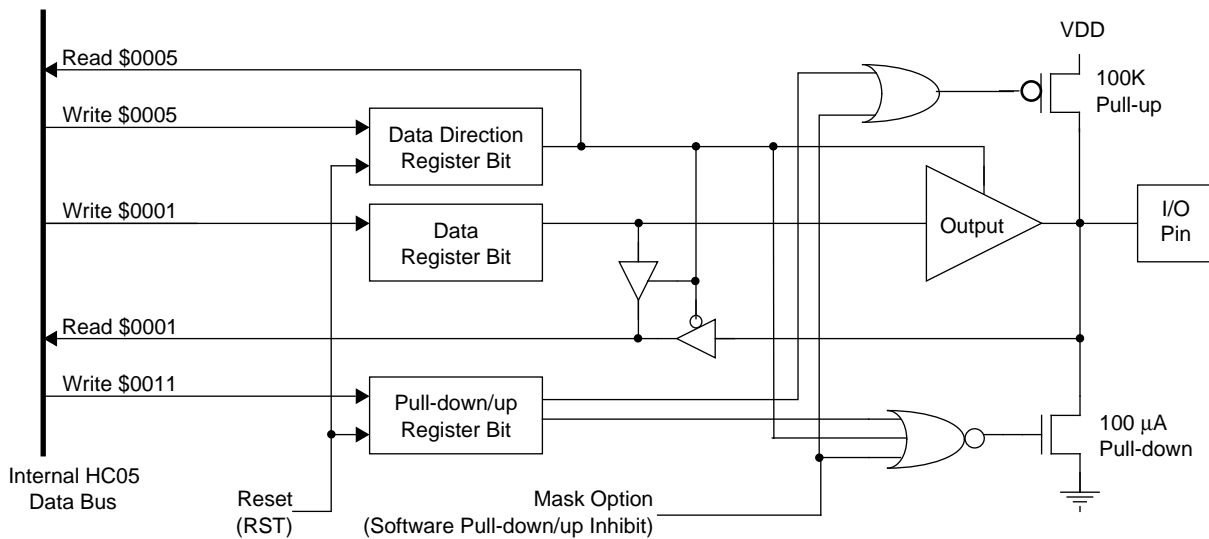 VDD
Read $0005
100K
Pull-up
Write $0005
Data Direction
Register Bit
Write $0001
Data
Register Bit
Output
I/O
Pin
Read $0001
Write $0011
Pull-down/up
Register Bit
100 µA
Pull-down
Internal HC05
Data Bus
Reset
(RST)
Mask Option
(Software Pull-down/up Inhibit)